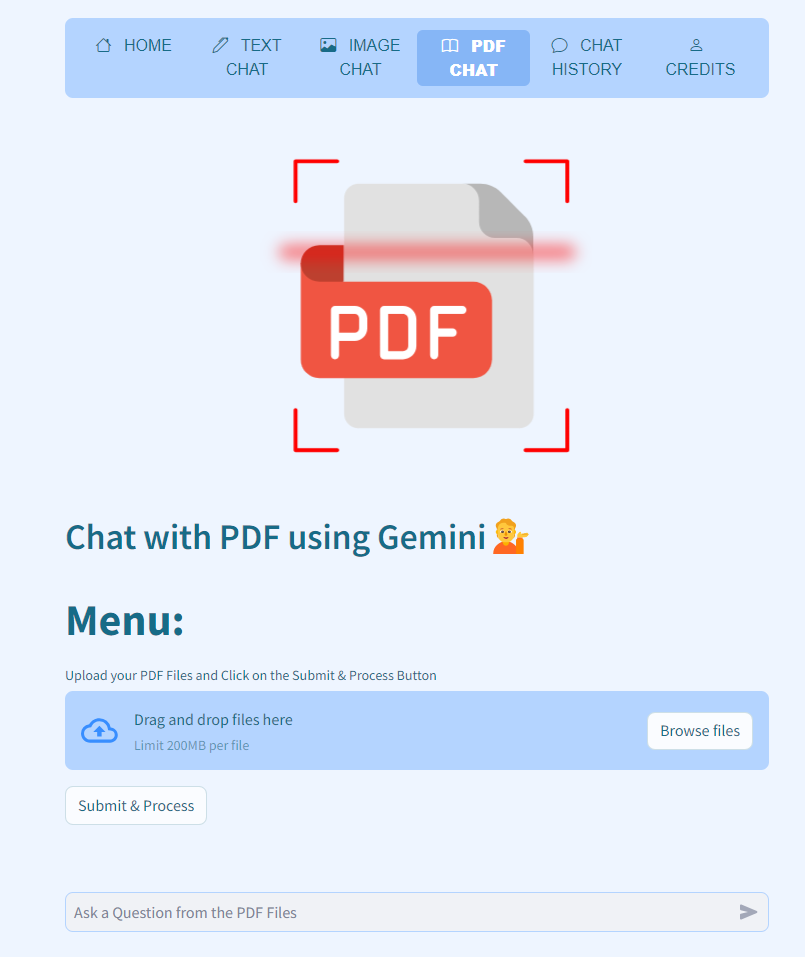 HOME
TEXT
CHAT
IMAGE
CHAT
PDF
CHAT
CHAT
HISTORY
CREDITS
PDF
Chat with PDF using Gemini 💁
Menu:
Upload your PDF Files and Click on the Submit & Process Button
Drag and drop files here
Limit 200MB per file
Browse files
Submit & Process
Ask a Question from the PDF Files